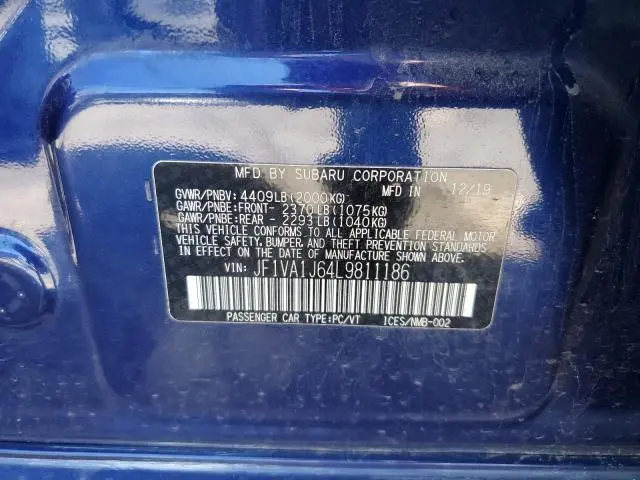 MFD BY SUBARU CORPORATION
GVWR/PNBV: 4409LB(2000KG) MFD IN 12/19
GAWR/PNBE:FRONT- 2370LB(1075KG)
GAWR/PNBE:REAR - 2293LB(1040KG)
THIS VEHICLE CONFORMS TO ALL APPLICABLE FEDERAL MOTOR
VEHICLE SAFETY, BUMPER, AND THEFT PREVENTION STANDARDS
IN EFFECT ON THE DATE OF MANUFACTURE SHOWN ABOVE.
VIN: JF1VA1J64L9811186
PASSENGER CAR TYPE:PC/VT ICES/NMB-002